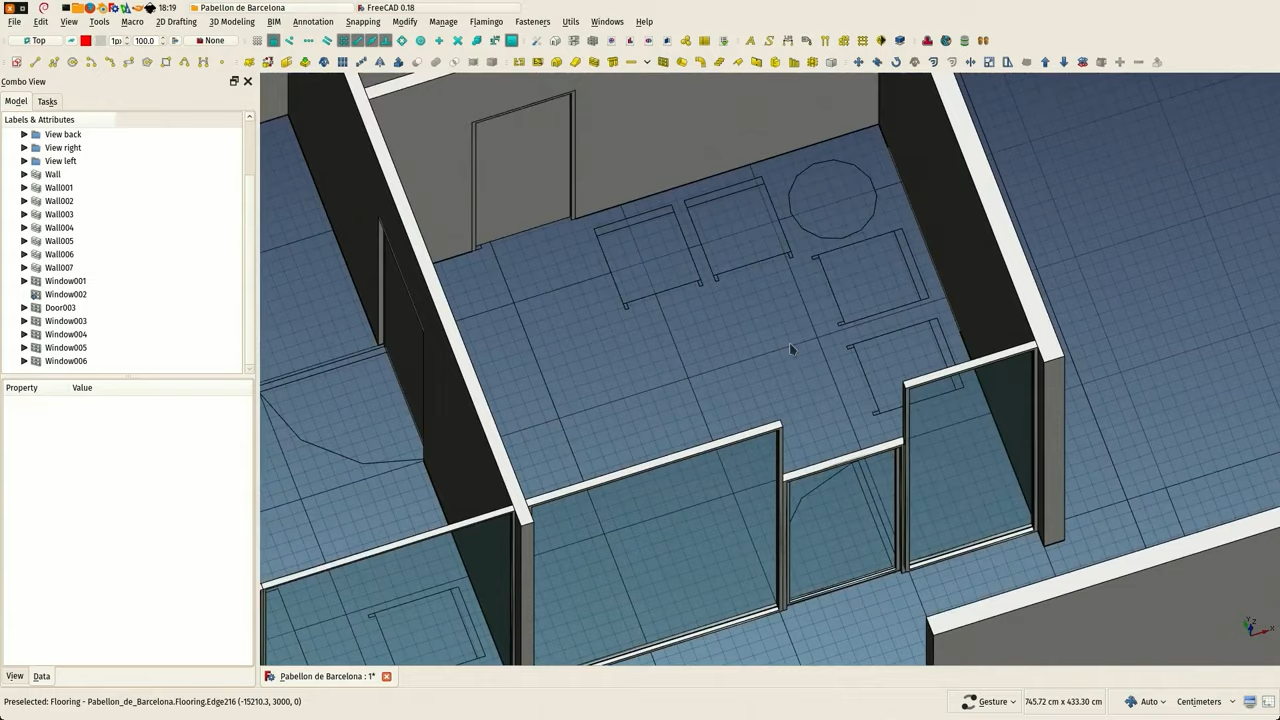 18:19 Pabellon de Barcelona FreeCAD 0.18
File Edit View Tools Macro 2D Drafting 3D Modeling BIM Annotation Snapping Modify Manage Flamingo Fasteners Utils Windows Help
Top 1p 100.0 None
Combo View
Model Tasks
Labels & Attributes
View back
View right
View left
Wall
Wall001
Wall002
Wall003
Wall004
Wall005
Wall006
Wall007
Window001
Window002
Door003
Window003
Window004
Window005
Window006
Property Value
View Data
Pabellon de Barcelona : 1*
Preselected: Flooring - Pabellon_de_Barcelona.Flooring.Edge216 (-15210.3, 3000, 0) Gesture 745.72 cm x 433.30 cm Auto Centimeters